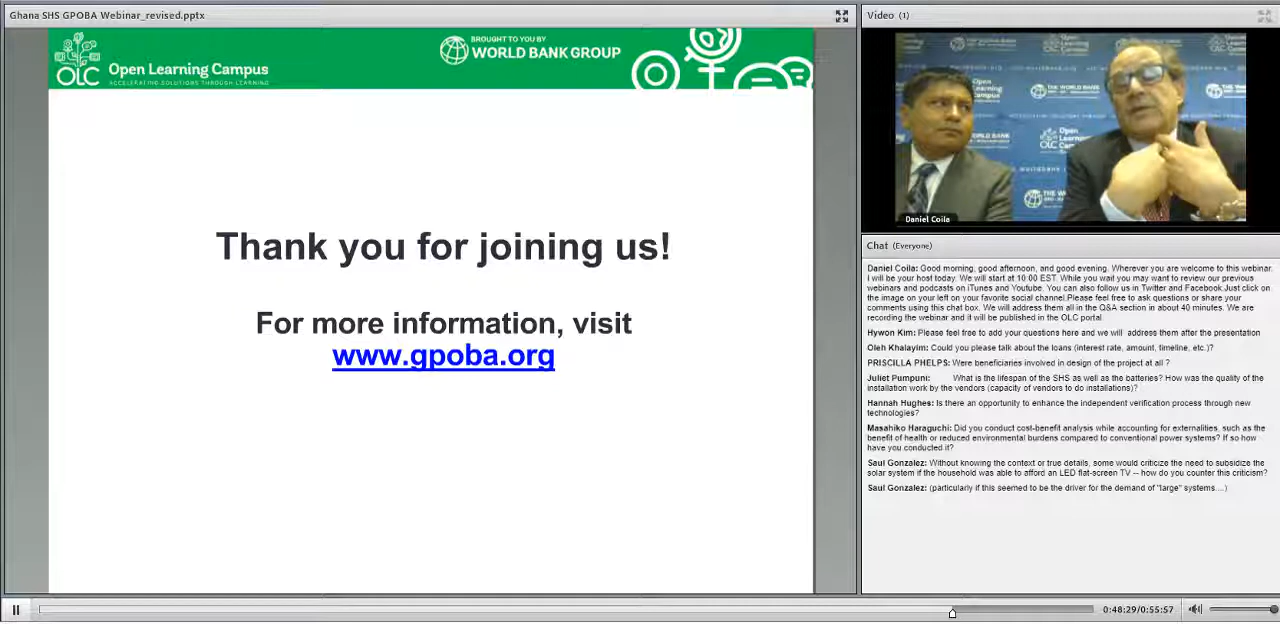 Ghana SHS GPOBA Webinar_revised.pptx
OLC Open Learning Campus
ACCELERATING SOLUTIONS THROUGH LEARNING
BROUGHT TO YOU BY
WORLD BANK GROUP
Thank you for joining us!
For more information, visit
www.gpoba.org
0:48:29/0:55:57
Video (1)
Open
Learning
Campus
THE WORLD BANK
Open
Learning
OLC Campus
Daniel Coila
Chat (Everyone)
Daniel Coila: Good morning, good afternoon, and good evening. Wherever you are welcome to this webinar.
I will be your host today. We will start at 10:00 EST. While you wait you may want to review our previous
webinars and podcasts on iTunes and Youtube. You can also follow us in Twitter and Facebook.Just click on
the image on your left on your favorite social channel.Please feel free to ask questions or share your
comments using this chat box. We will address them all in the Q&A section in about 40 minutes. We are
recording the webinar and it will be published in the OLC portal.
Hywon Kim: Please feel free to add your questions here and we will address them after the presentation
Oleh Khalayim: Could you please talk about the loans (interest rate, amount, timeline, etc.)?
PRISCILLA PHELPS: Were beneficiaries involved in design of the project at all ?
Juliet Pumpuni: What is the lifespan of the SHS as well as the batteries? How was the quality of the
installation work by the vendors (capacity of vendors to do installations)?
Hannah Hughes: Is there an opportunity to enhance the independent verification process through new
technologies?
Masahiko Haraguchi: Did you conduct cost-benefit analysis while accounting for externalities, such as the
benefit of health or reduced environmental burdens compared to conventional power systems? If so how
have you.conducted it?
Saul Gonzalez: Without knowing the context or true details, some would criticize the need to subsidize the
solar system if the household was able to afford an LED flat-screen TV -- how do you counter this criticism?
Saul Gonzalez: (particularly if this seemed to be the driver for the demand of "large" systems....)